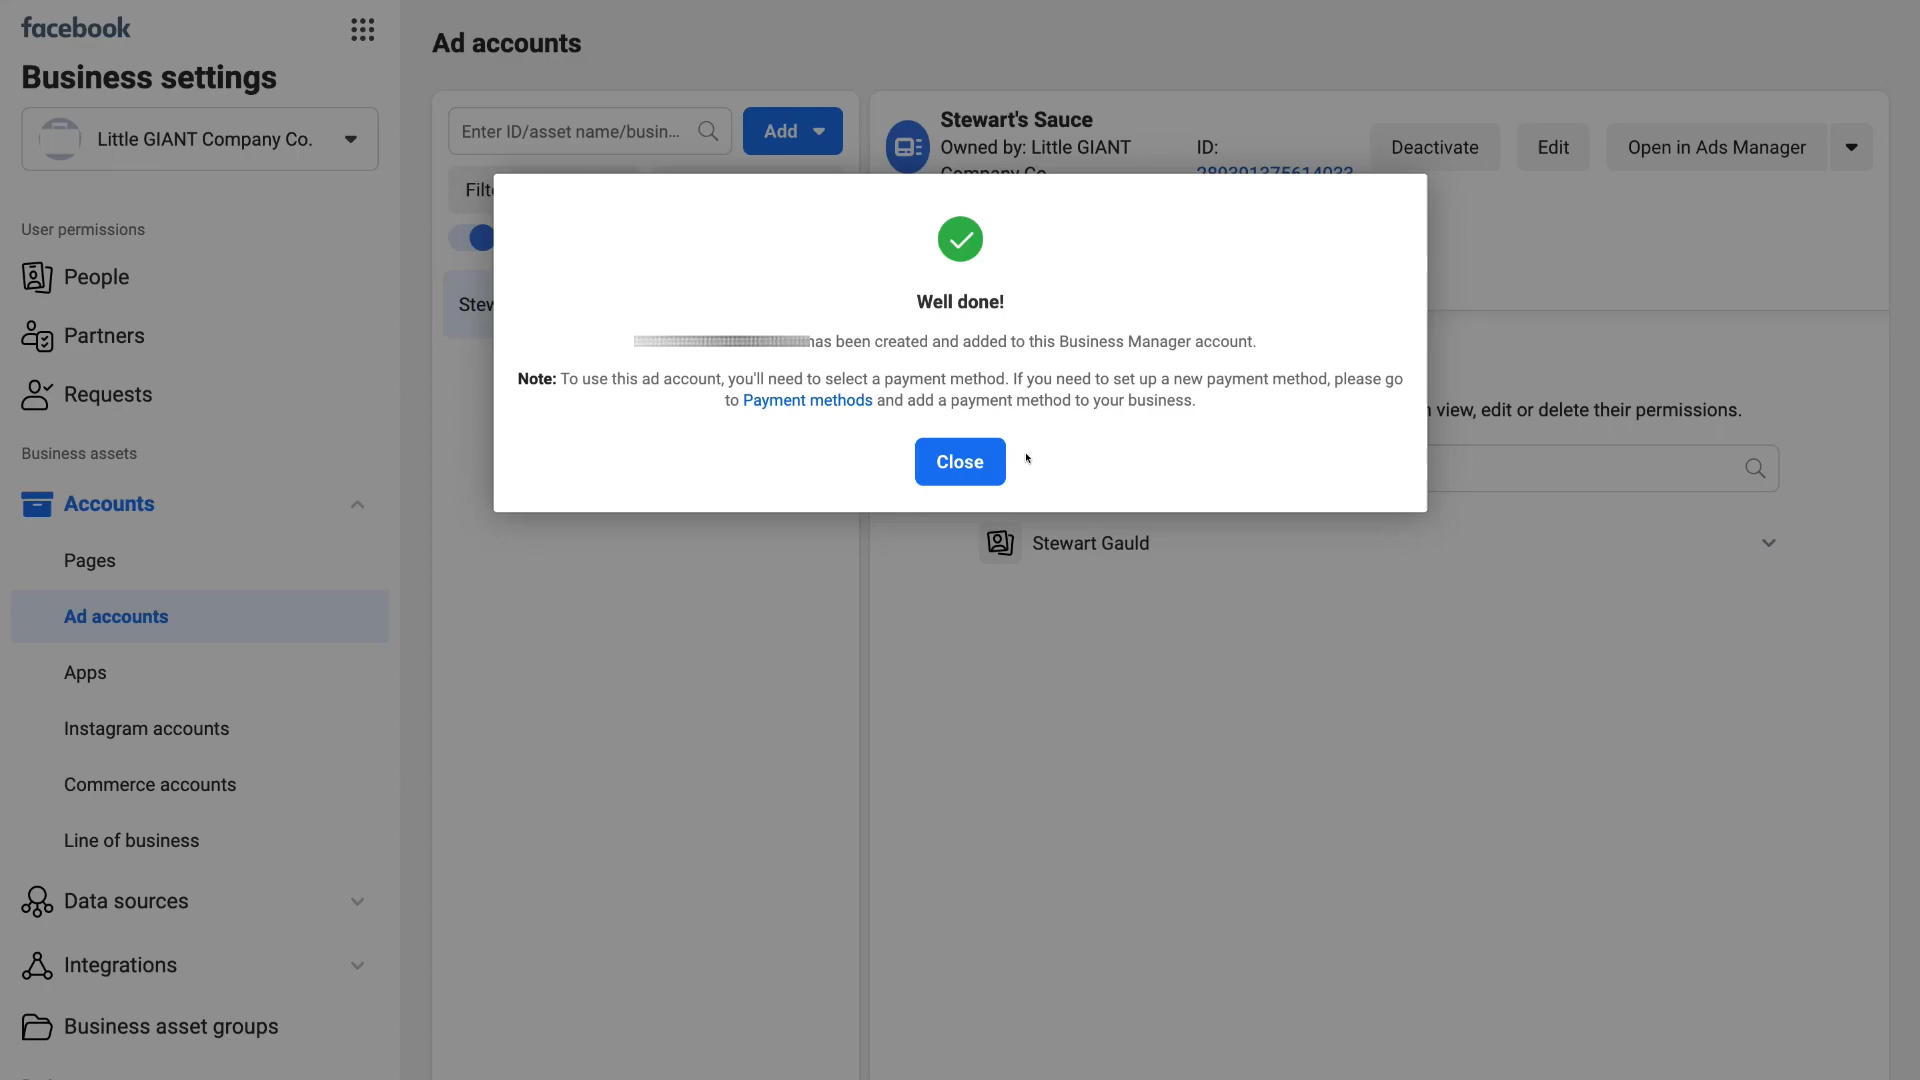 facebook
Business settings
Little GIANT Company Co.
User permissions
People
Partners
Requests
Business assets
Accounts
Pages
Ad accounts
Apps
Instagram accounts
Commerce accounts
Line of business
Data sources
Integrations
Business asset groups
Ad accounts
Enter ID/asset name/busin...
Add
Filt
Stew
Stewart's Sauce
Owned by: Little GIANT
Company Co.
ID:
289391375614033
Deactivate
Edit
Open in Ads Manager
Well done!
has been created and added to this Business Manager account.
Note: To use this ad account, you'll need to select a payment method. If you need to set up a new payment method, please go
to Payment methods and add a payment method to your business.
Close
view, edit or delete their permissions.
Stewart Gauld